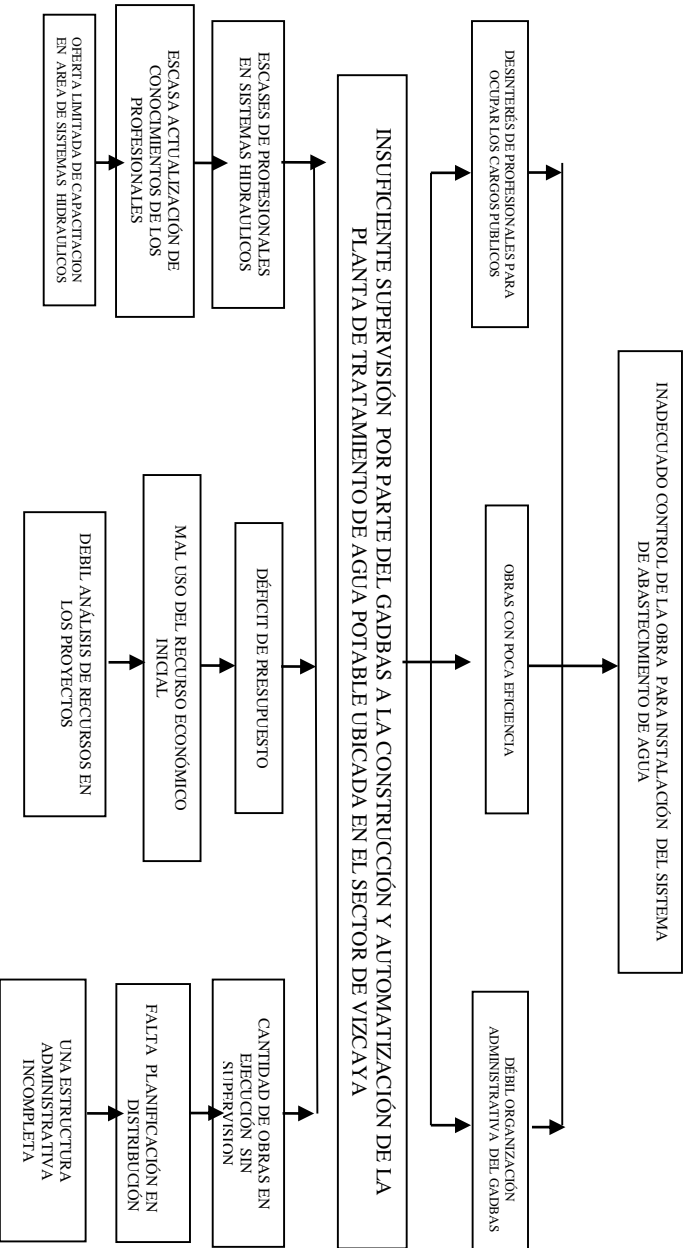 INADECUADO CONTROL DE LA OBRA PARA INSTALACIÓN DEL SISTEMA
DE ABASTECIMIENTO DE AGUA
DESINTERÉS DE PROFESIONALES PARA
OCUPAR LOS CARGOS PUBLICOS
OBRAS CON POCA EFICIENCIA
DÉBIL ORGANIZACIÓN
ADMINISTRATIVA DEL GADBAS
INSUFICIENTE SUPERVISIÓN POR PARTE DEL GADBAS A LA CONSTRUCCIÓN Y AUTOMATIZACIÓN DE LA
PLANTA DE TRATAMIENTO DE AGUA POTABLE UBICADA EN EL SECTOR DE VIZCAYA
ESCASES DE PROFESIONALES
EN SISTEMAS HIDRAULICOS
DÉFICIT DE PRESUPUESTO
CANTIDAD DE OBRAS EN
EJECUCIÓN SIN
SUPERVISION
ESCASA ACTUALIZACIÓN DE
CONOCIMIENTOS DE LOS
PROFESIONALES
MAL USO DEL RECURSO ECONÓMICO
INICIAL
FALTA PLANIFICACIÓN EN
DISTRIBUCIÓN
OFERTA LIMITADA DE CAPACITACION
EN AREA DE SISTEMAS HIDRAULICOS
DEBIL ANÁLISIS DE RECURSOS EN
LOS PROYECTOS
UNA ESTRUCTURA
ADMINISTRATIVA
INCOMPLETA